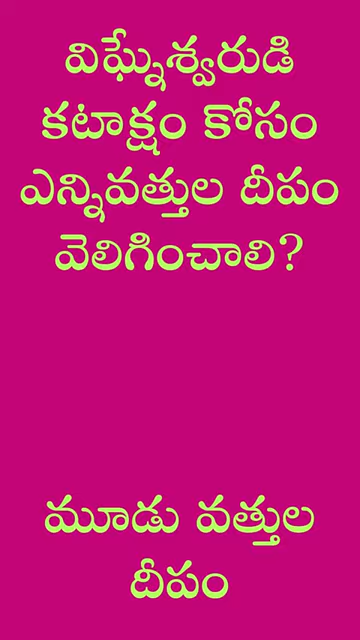 విఘ్నేశ్వరుడి
కటాక్షం కోసం
ఎన్నివత్తుల దీపం
వెలిగించాలి?
మూడు వత్తుల
దీపం